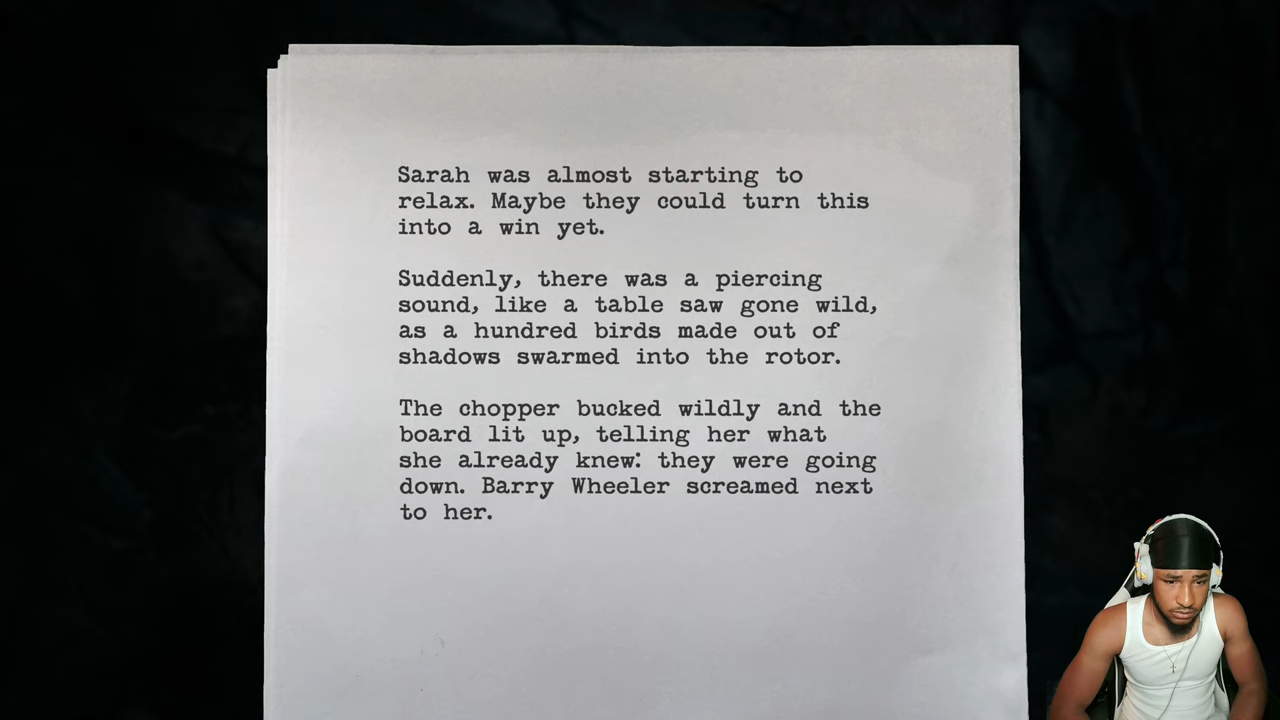 Sarah was almost starting to
relax. Maybe they could turn this
into a win yet.
Suddenly, there was a piercing
sound, like a table saw gone wild,
as a hundred birds made out of
shadows swarmed into the rotor.
The chopper bucked wildly and the
board lit up, telling her what
she already knew: they were going
down. Barry Wheeler screamed next
to her.